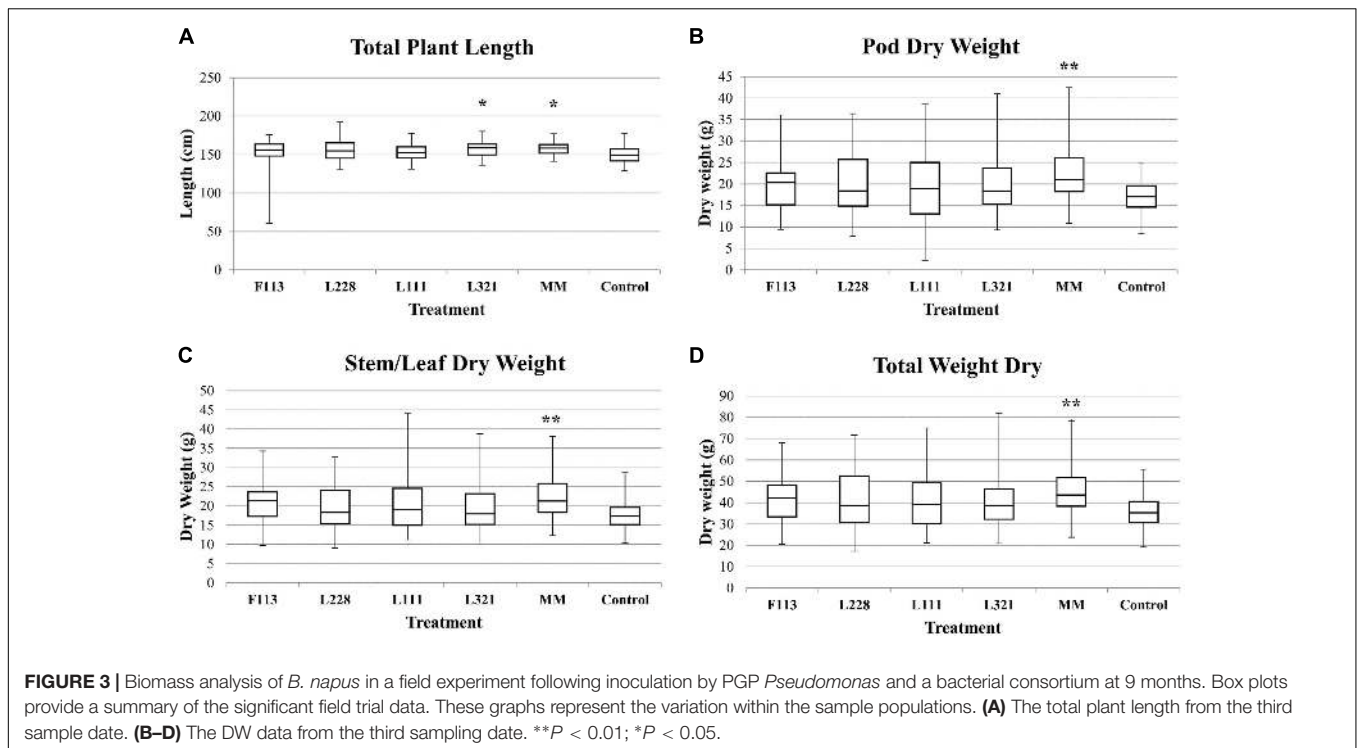 A
Total Plant Length
250
200
150
100
50
0
Length (cm)
* *
F113 L228 L111 L321 MM Control
Treatment
B
Pod Dry Weight
45
40
35
30
25
20
15
10
5
0
Dry weight (g)
**
F113 L228 L111 L321 MM Control
Treatment
C
Stem/Leaf Dry Weight
50
45
40
35
30
25
20
15
10
5
0
Dry Weight (g)
**
F113 L228 L111 L321 MM Control
Treatment
D
Total Weight Dry
90
80
70
60
50
40
30
20
10
0
Dry weight (g)
**
F113 L228 L111 L321 MM Control
Treatment
FIGURE 3 | Biomass analysis of B. napus in a field experiment following inoculation by PGP Pseudomonas and a bacterial consortium at 9 months. Box plots
provide a summary of the significant field trial data. These graphs represent the variation within the sample populations. (A) The total plant length from the third
sample date. (B–D) The DW data from the third sampling date. **P < 0.01; *P < 0.05.